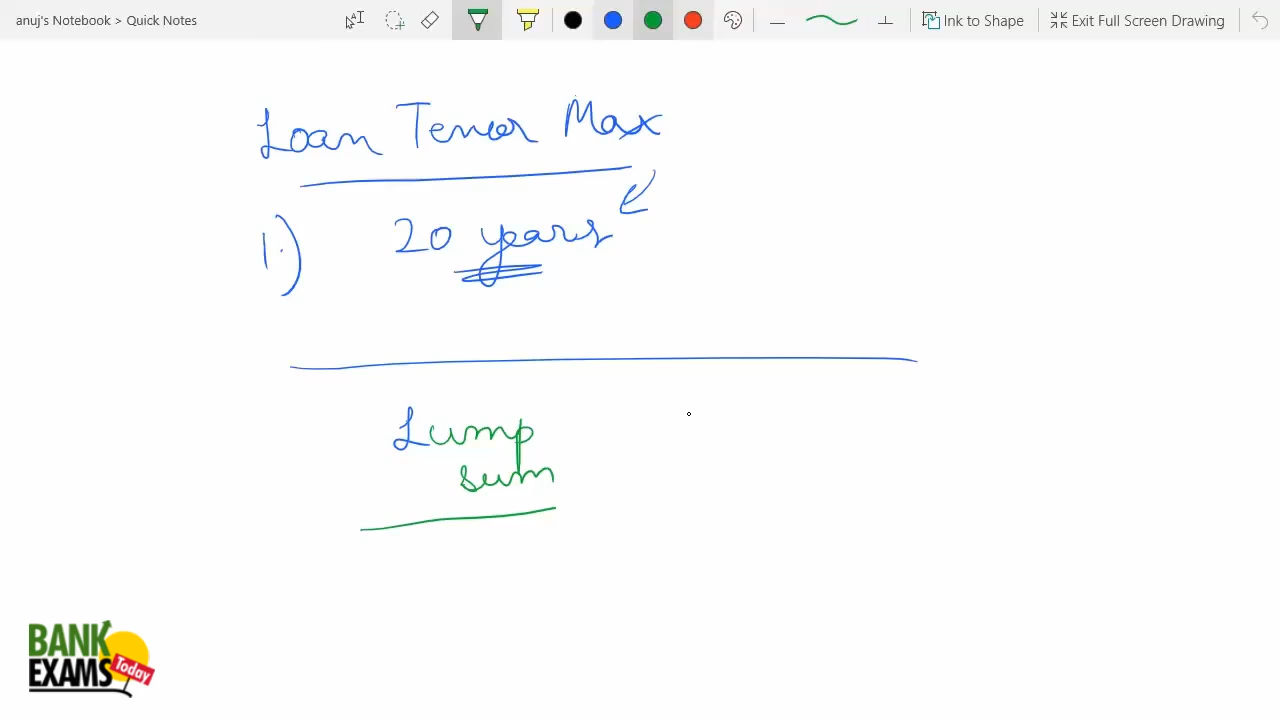 anuj's Notebook > Quick Notes
Ink to Shape
Exit Full Screen Drawing
Loan Tenor Max
1.) 20 years
Lump
sum
BANK
EXAMS
Today